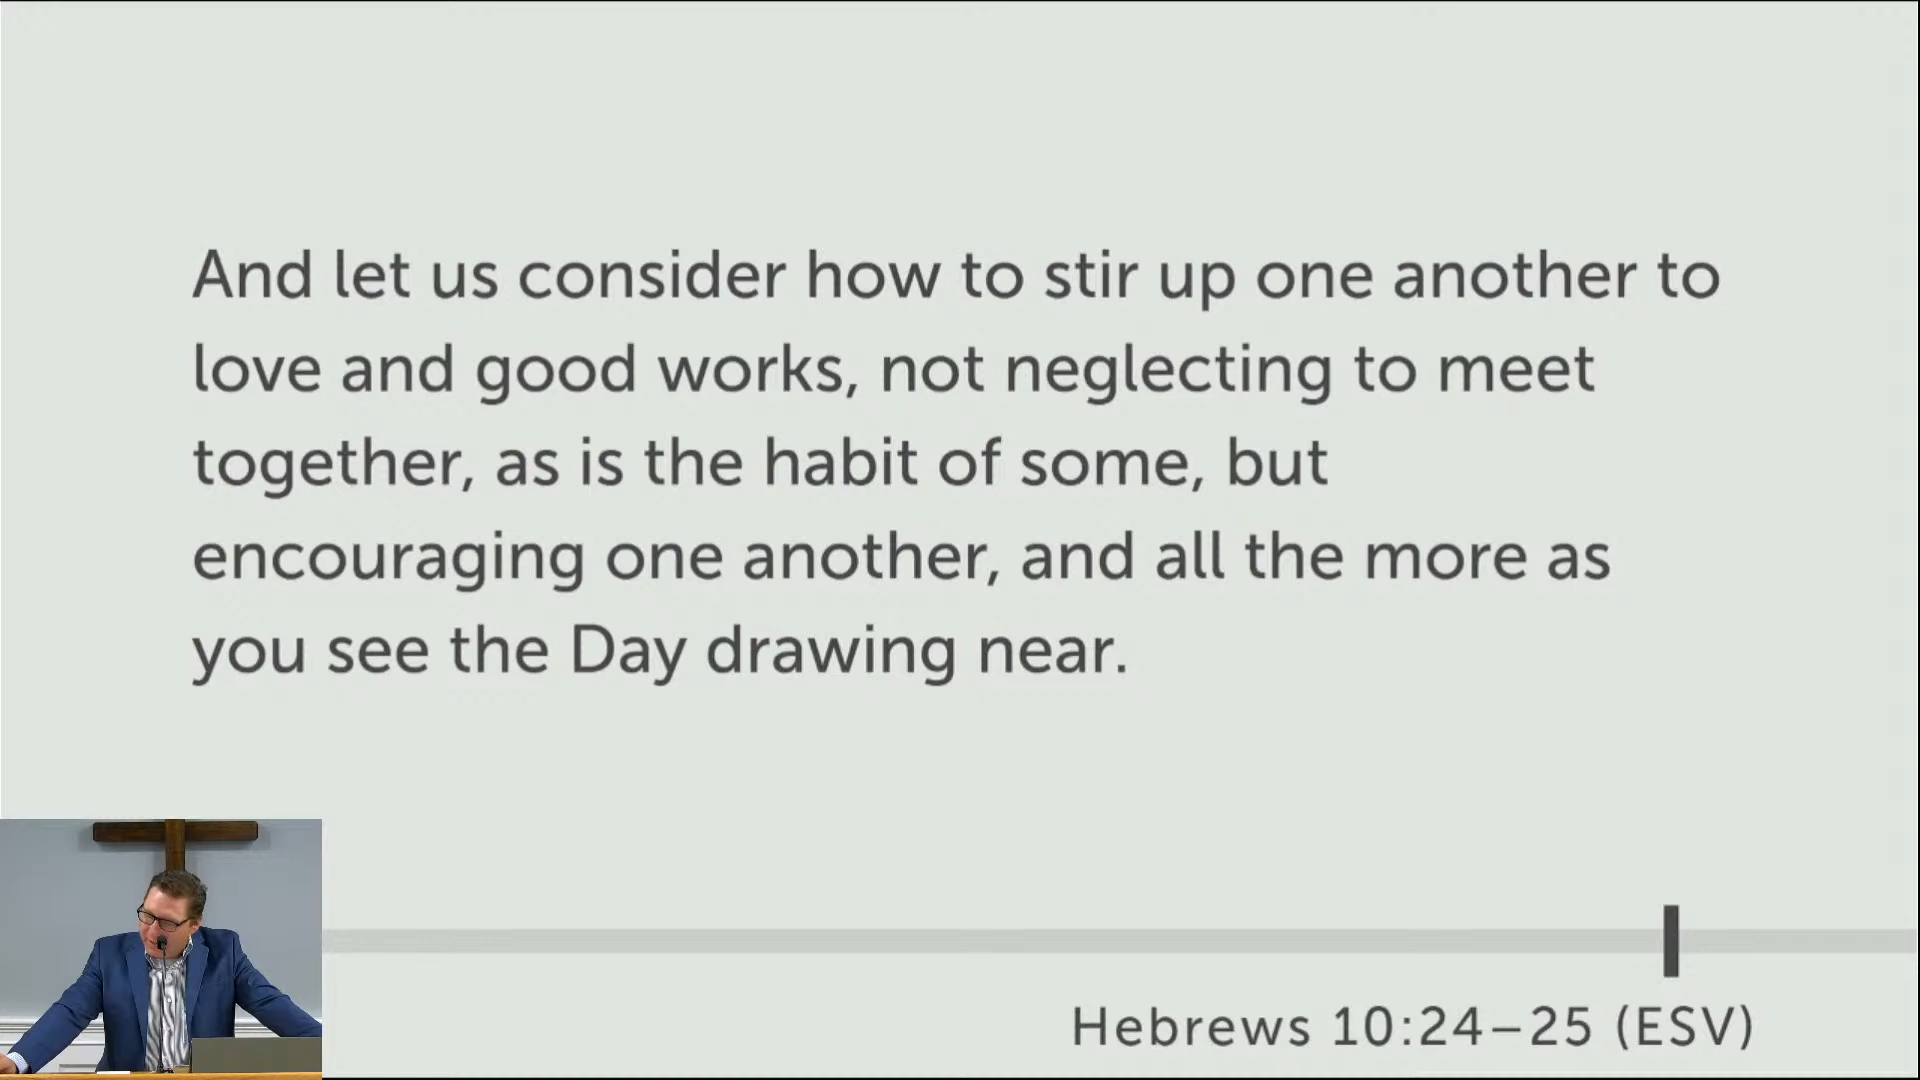 And let us consider how to stir up one another to
love and good works, not neglecting to meet
together, as is the habit of some, but
encouraging one another, and all the more as
you see the Day drawing near.
Hebrews 10:24–25 (ESV)